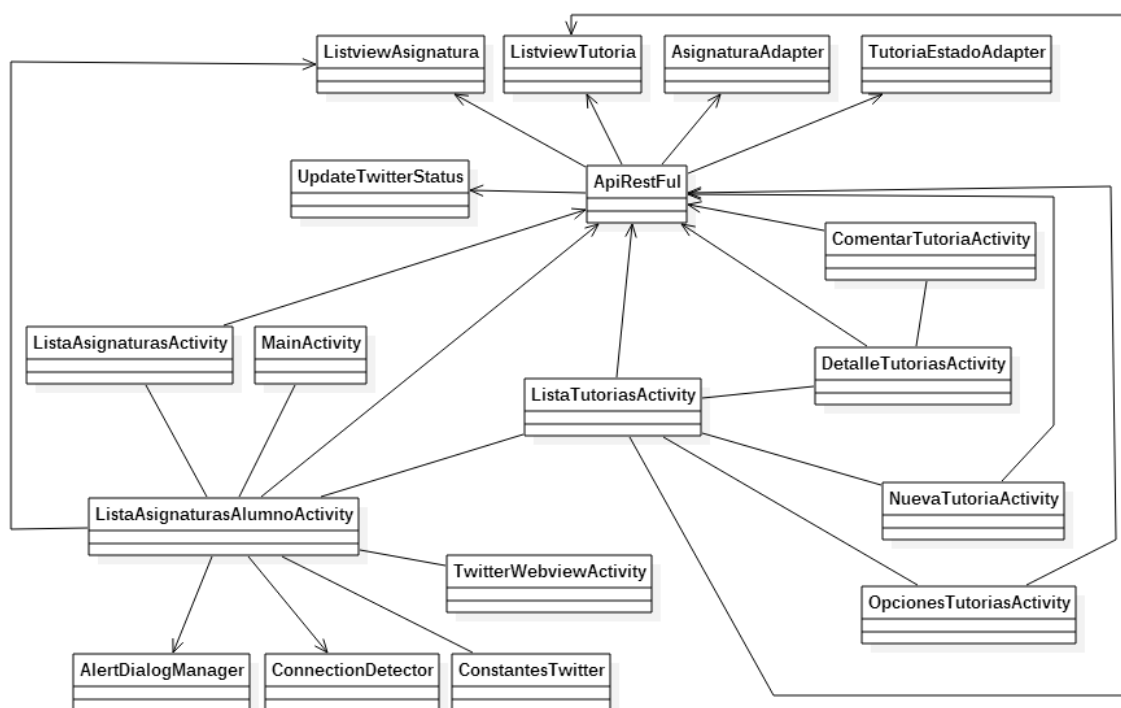 ListviewAsignatura
ListviewTutoria
AsignaturaAdapter
TutoriaEstadoAdapter
UpdateTwitterStatus
ApiRestFul
ComentarTutoriaActivity
ListaAsignaturasActivity
MainActivity
DetalleTutoriasActivity
ListaTutoriasActivity
NuevaTutoriaActivity
ListaAsignaturasAlumnoActivity
TwitterWebviewActivity
OpcionesTutoriasActivity
AlertDialogManager
ConnectionDetector
ConstantesTwitter